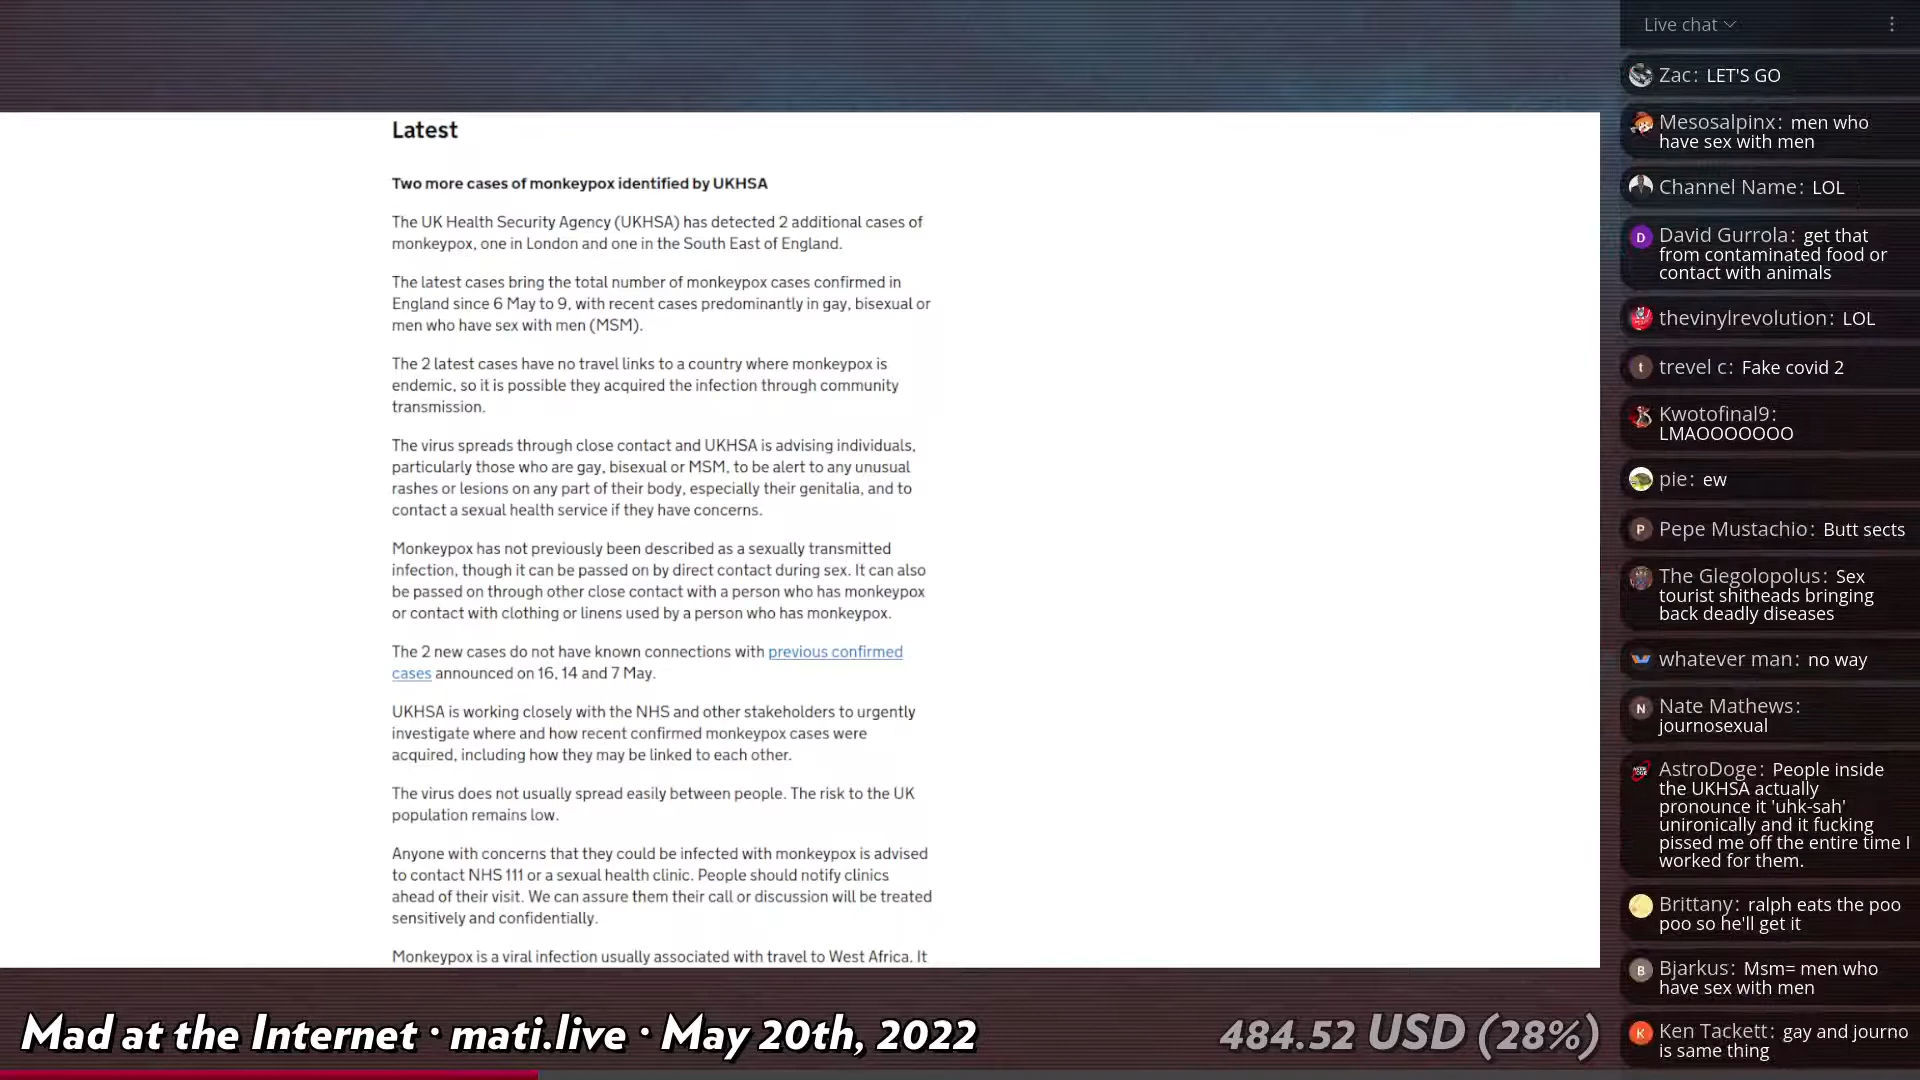 Latest
Two more cases of monkeypox identified by UKHSA
The UK Health Security Agency (UKHSA) has detected 2 additional cases of
monkeypox, one in London and one in the South East of England.
The latest cases bring the total number of monkeypox cases confirmed in
England since 6 May to 9, with recent cases predominantly in gay, bisexual or
men who have sex with men (MSM).
The 2 latest cases have no travel links to a country where monkeypox is
endemic, so it is possible they acquired the infection through community
transmission.
The virus spreads through close contact and UKHSA is advising individuals,
particularly those who are gay, bisexual or MSM, to be alert to any unusual
rashes or lesions on any part of their body, especially their genitalia, and to
contact a sexual health service if they have concerns.
Monkeypox has not previously been described as a sexually transmitted
infection, though it can be passed on by direct contact during sex. It can also
be passed on through other close contact with a person who has monkeypox
or contact with clothing or linens used by a person who has monkeypox.
The 2 new cases do not have known connections with previous confirmed
cases announced on 16, 14 and 7 May.
UKHSA is working closely with the NHS and other stakeholders to urgently
investigate where and how recent confirmed monkeypox cases were
acquired, including how they may be linked to each other.
The virus does not usually spread easily between people. The risk to the UK
population remains low.
Anyone with concerns that they could be infected with monkeypox is advised
to contact NHS 111 or a sexual health clinic. People should notify clinics
ahead of their visit. We can assure them their call or discussion will be treated
sensitively and confidentially.
Monkeypox is a viral infection usually associated with travel to West Africa. It
Live chat
Zac: LET'S GO
Mesosalpinx: men who
have sex with men
Channel Name: LOL
D
David Gurrola: get that
from contaminated food or
contact with animals
thevinylrevolution: LOL
t
trevel c: Fake covid 2
Kwotofinal9:
LMAOOOOOOO
pie: ew
P
Pepe Mustachio: Butt sects
The Glegolopolus: Sex
tourist shitheads bringing
back deadly diseases
whatever man: no way
N
Nate Mathews:
journosexual
AstroDoge: People inside
the UKHSA actually
pronounce it 'uhk-sah'
unironically and it fucking
pissed me off the entire time I
worked for them.
Brittany: ralph eats the poo
poo so he'll get it
B
Bjarkus: Msm= men who
have sex with men
K
Ken Tackett: gay and journo
is same thing
Mad at the Internet · mati.live · May 20th, 2022
484.52 USD (28%)